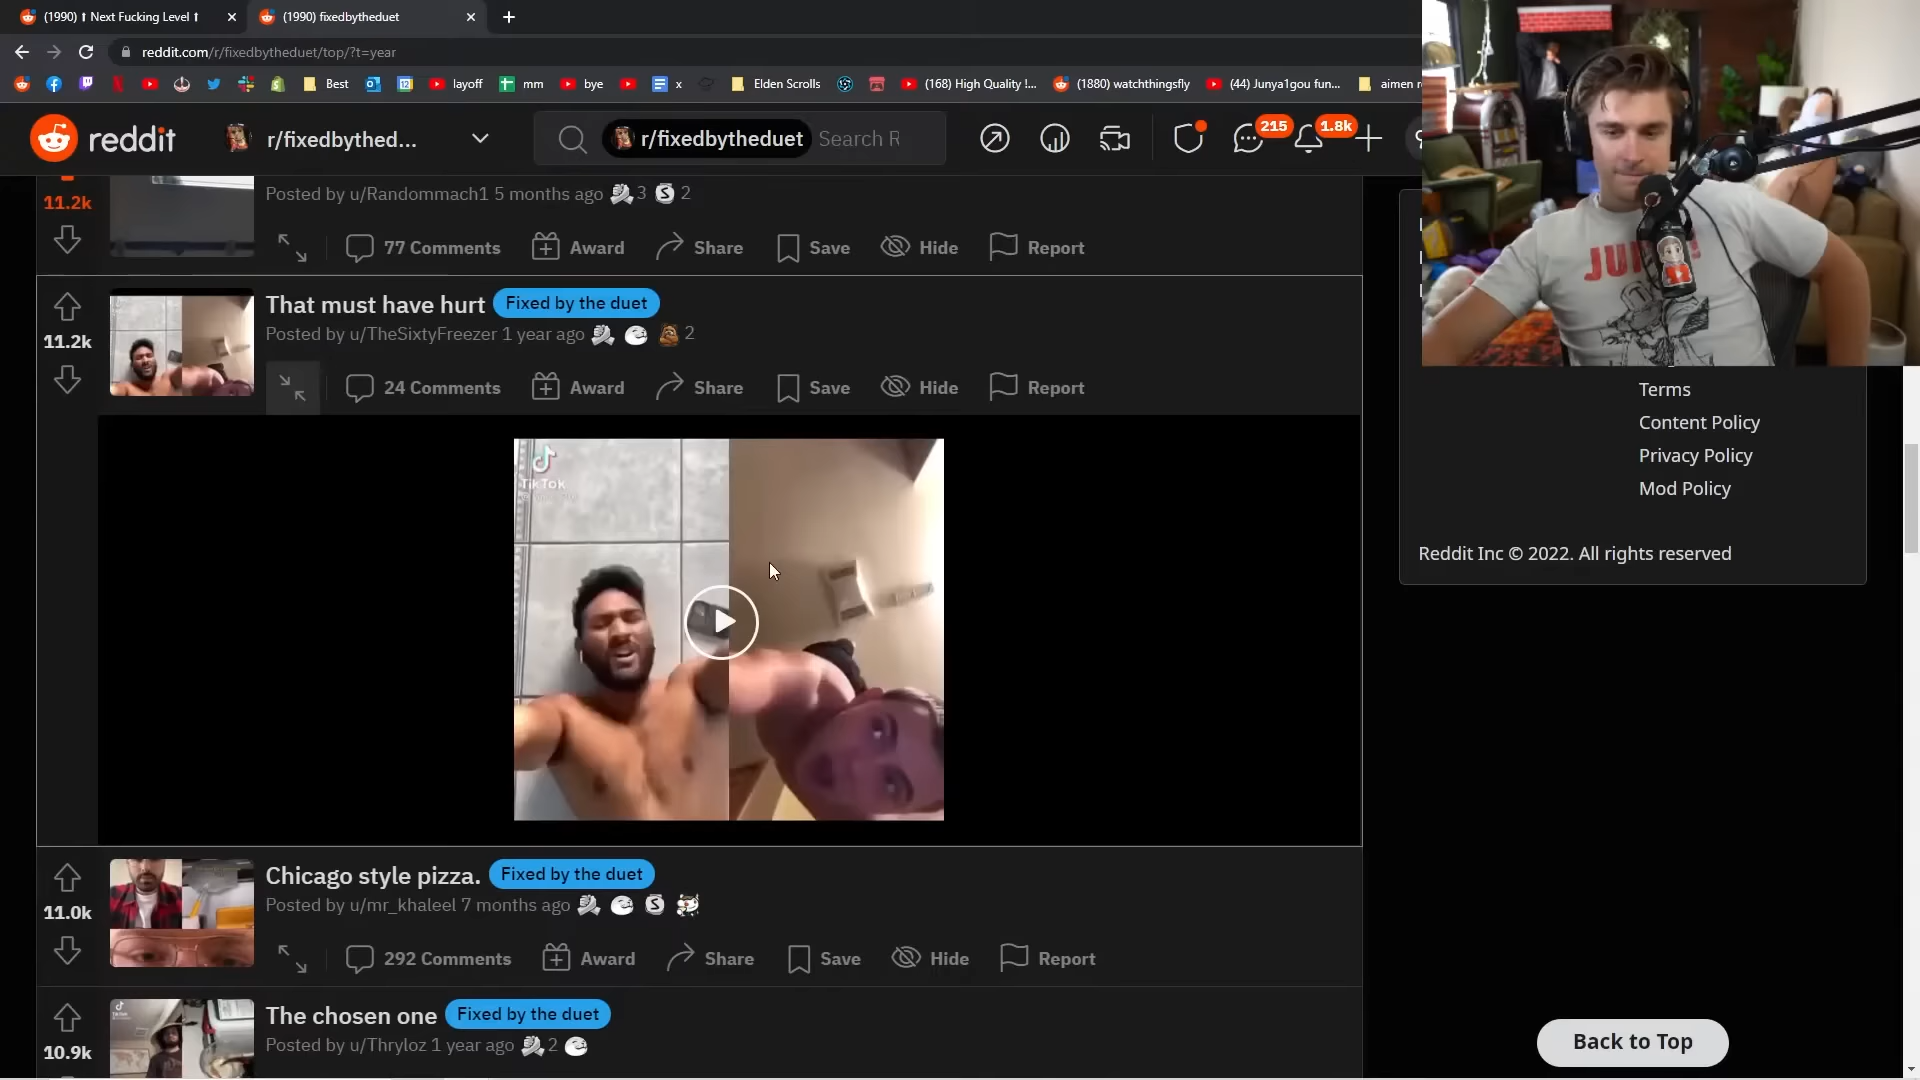 (1990) ⬆ Next Fucking Level ⬆
(1990) fixedbytheduet
reddit.com/r/fixedbytheduet/top/?t=year
Best
12
layoff
mm
bye
x
Elden Scrolls
(168) High Quality !...
(1880) watchthingsfly
(44) Junya1gou fun...
aimen r
reddit
r/fixedbythed...
r/fixedbytheduet
Search R
215
1.8k
11.2k
Posted by u/Randommach1 5 months ago
3
2
77 Comments
Award
Share
Save
Hide
Report
That must have hurt
Fixed by the duet
11.2k
Posted by u/TheSixtyFreezer 1 year ago
2
24 Comments
Award
Share
Save
Hide
Report
TikTok
Terms
Content Policy
Privacy Policy
Mod Policy
Reddit Inc © 2022. All rights reserved
Chicago style pizza.
Fixed by the duet
11.0k
Posted by u/mr_khaleel 7 months ago
292 Comments
Award
Share
Save
Hide
Report
The chosen one
Fixed by the duet
10.9k
Posted by u/Thryloz 1 year ago
2
Back to Top